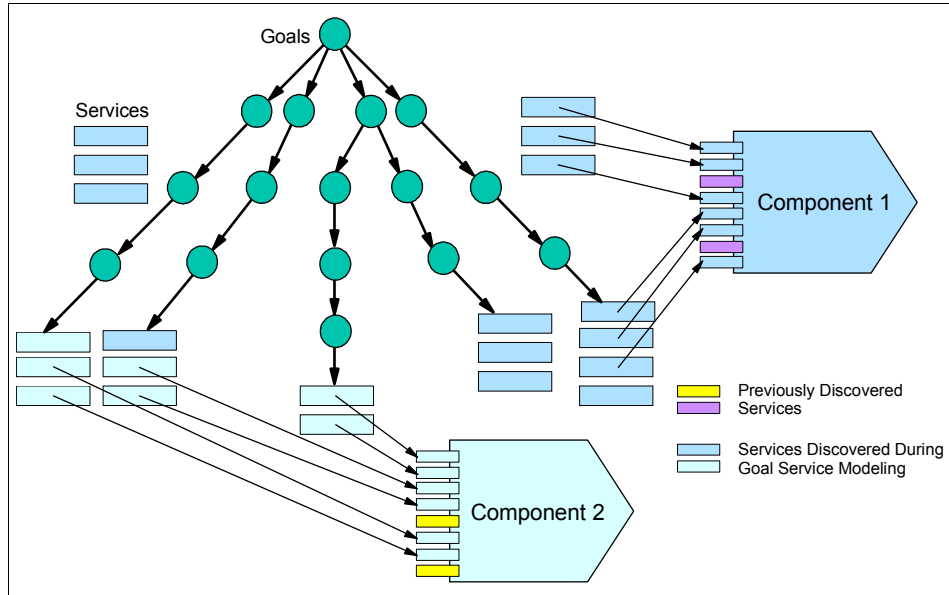 Goals
Services
Component 1
Previously Discovered
Services
Services Discovered During
Goal Service Modeling
Component 2